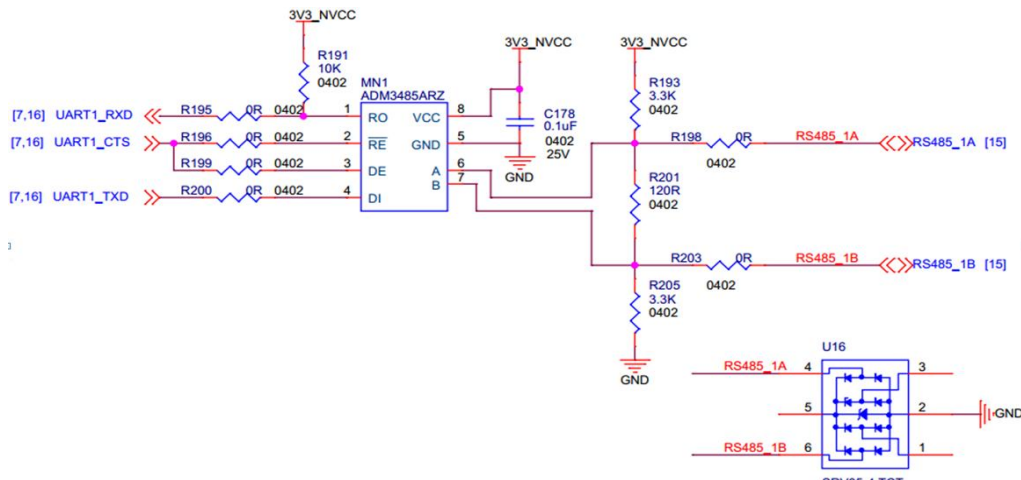 3V3_NVCC
R191
10K
0402
3V3_NVCC
3V3_NVCC
MN1
ADM3485ARZ
[7,16] UART1_RXD
R195 0R 0402
1 RO VCC 8
C178
0.1uF
0402
25V
GND
R193
3.3K
0402
[7,16] UART1_CTS
R196 0R 0402
2 RE GND 5
R199 0R 0402
3 DE A 6
B 7
[7,16] UART1_TXD
R200 0R 0402
4 DI
R198 0R
0402
RS485_1A
RS485_1A [15]
R201
120R
0402
R203 0R
0402
RS485_1B
RS485_1B [15]
R205
3.3K
0402
GND
U16
RS485_1A 4 3
5 2 GND
RS485_1B 6 1